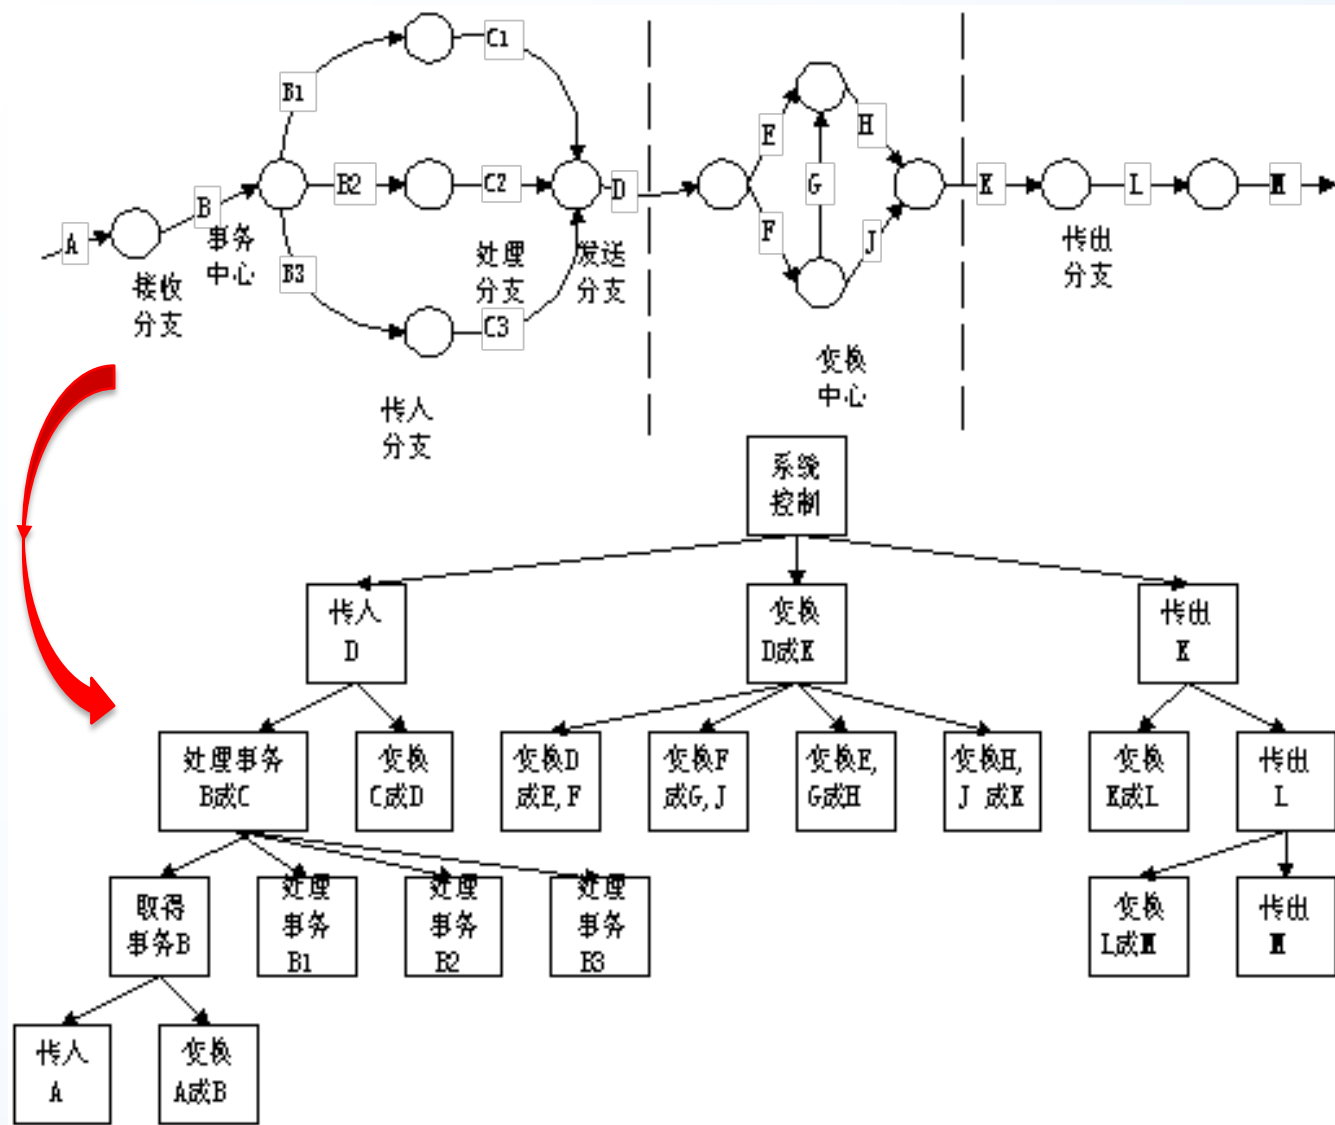 C1
B1
E
H
B2
C2
D
G
K
L
M
A
B
事务
中心
B3
F
J
处理
分支
发送
分支
传出
分支
接收
分支
C3
变换
中心
传人
分支
系统
控制
传人
D
变换
D或K
传出
K
处理事务
B或C
变换
C或D
变换D
或E,F
变换F
或G,J
变换E,
G或H
变换H,
J 或K
变换
K或L
传出
L
取得
事务B
处理
事务
B1
处理
事务
B2
处理
事务
B3
变换
L或M
传出
M
传人
A
变换
A或B